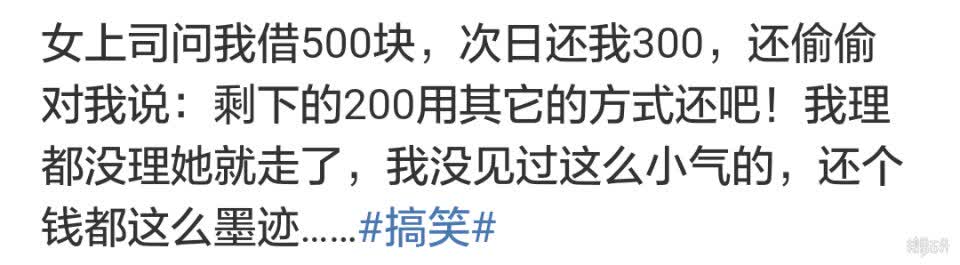 女上司问我借500块，次日还我300，还偷偷
对我说：剩下的200用其它的方式还吧！我理
都没理她就走了，我没见过这么小气的，还个
钱都这么墨迹……#搞笑#